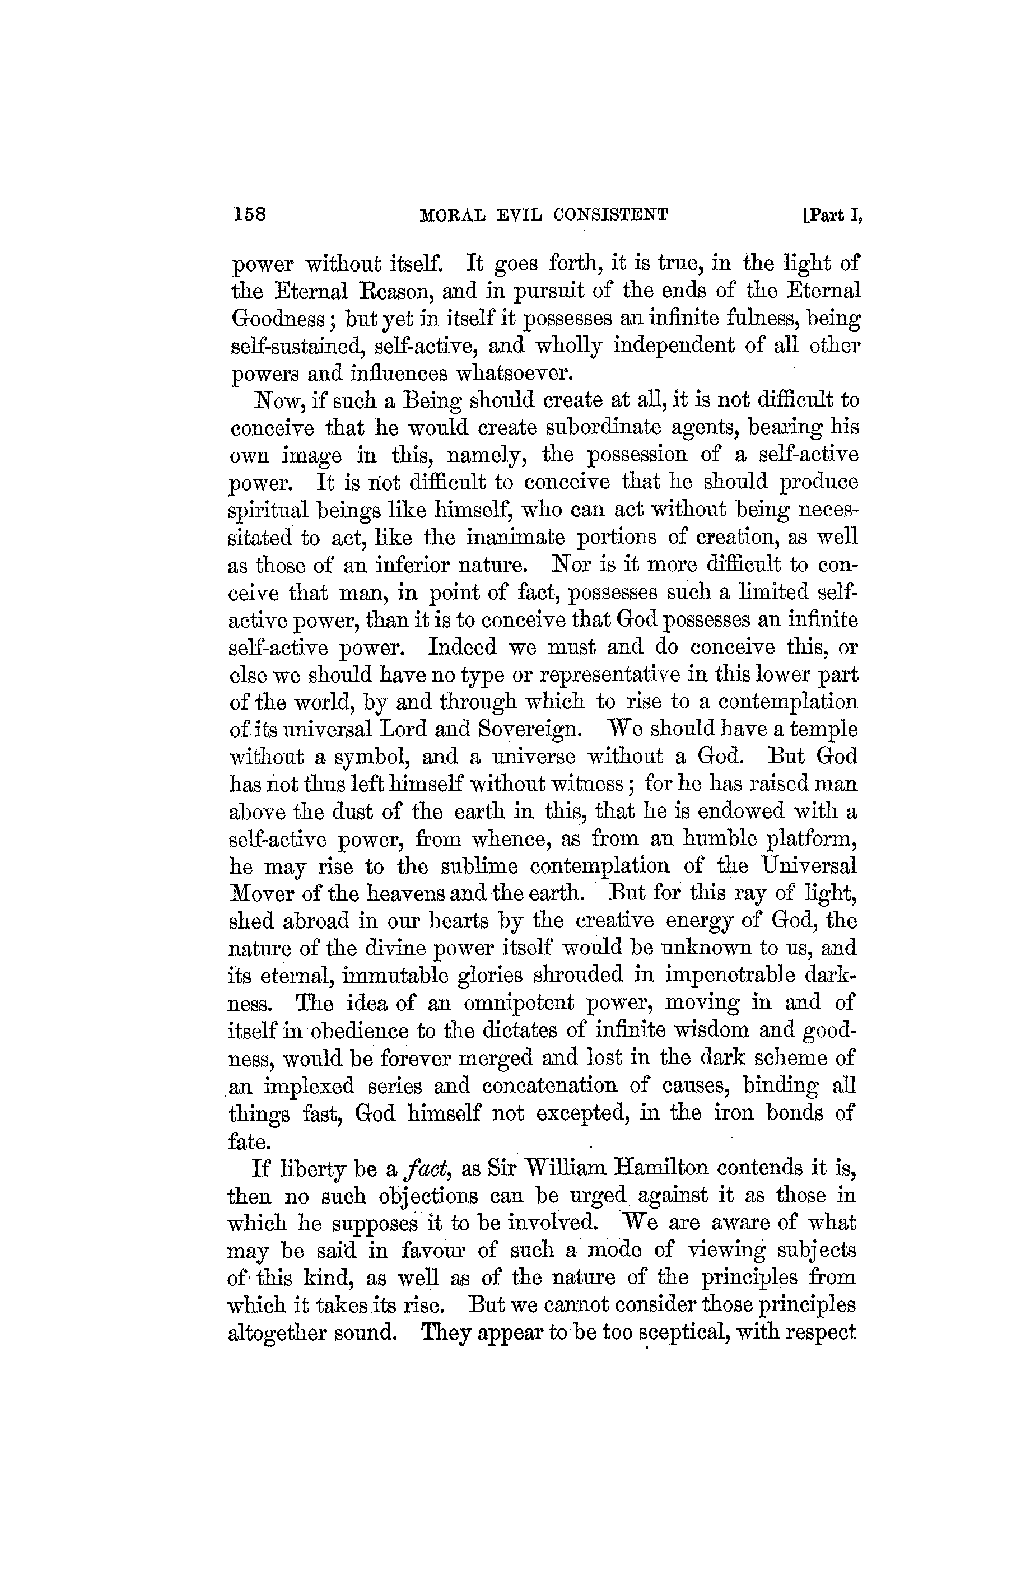 158 MORAL EVIL CONSISTENT [Part I,
power without itself. It goes forth, it is true, in the light of
the Eternal Reason, and in pursuit of the ends of the Eternal
Goodness; but yet in itself it possesses an infinite fulness, being
self-sustained, self-active, and wholly independent of all other
powers and influences whatsoever.
Now, if such a Being should create at all, it is not difficult to
conceive that he would create subordinate agents, bearing his
own image in this, namely, the possession of a self-active
power. It is not difficult to conceive that he should produce
spiritual beings like himself, who can act without being neces-
sitated to act, like the inanimate portions of creation, as well
as those of an inferior nature. Nor is it more difficult to con-
ceive that man, in point of fact, possesses such a limited self-
active power, than it is to conceive that God possesses an infinite
self-active power. Indeed we must and do conceive this, or
else we should have no type or representative in this lower part
of the world, by and through which to rise to a contemplation
of its universal Lord and Sovereign. We should have a temple
without a symbol, and a universe without a God. But God
has not thus left himself without witness; for he has raised man
above the dust of the earth in this, that he is endowed with a
self-active power, from whence, as from an humble platform,
he may rise to the sublime contemplation of the Universal
Mover of the heavens and the earth. But for this ray of light,
shed abroad in our hearts by the creative energy of God, the
nature of the divine power itself would be unknown to us, and
its eternal, immutable glories shrouded in impenetrable dark-
ness. The idea of an omnipotent power, moving in and of
itself in obedience to the dictates of infinite wisdom and good-
ness, would be forever merged and lost in the dark scheme of
an implexed series and concatenation of causes, binding all
things fast, God himself not excepted, in the iron bonds of
fate.
If liberty be a fact, as Sir William Hamilton contends it is,
then no such objections can be urged against it as those in
which he supposes it to be involved. We are aware of what
may be said in favour of such a mode of viewing subjects
of this kind, as well as of the nature of the principles from
which it takes its rise. But we cannot consider those principles
altogether sound. They appear to be too sceptical, with respect